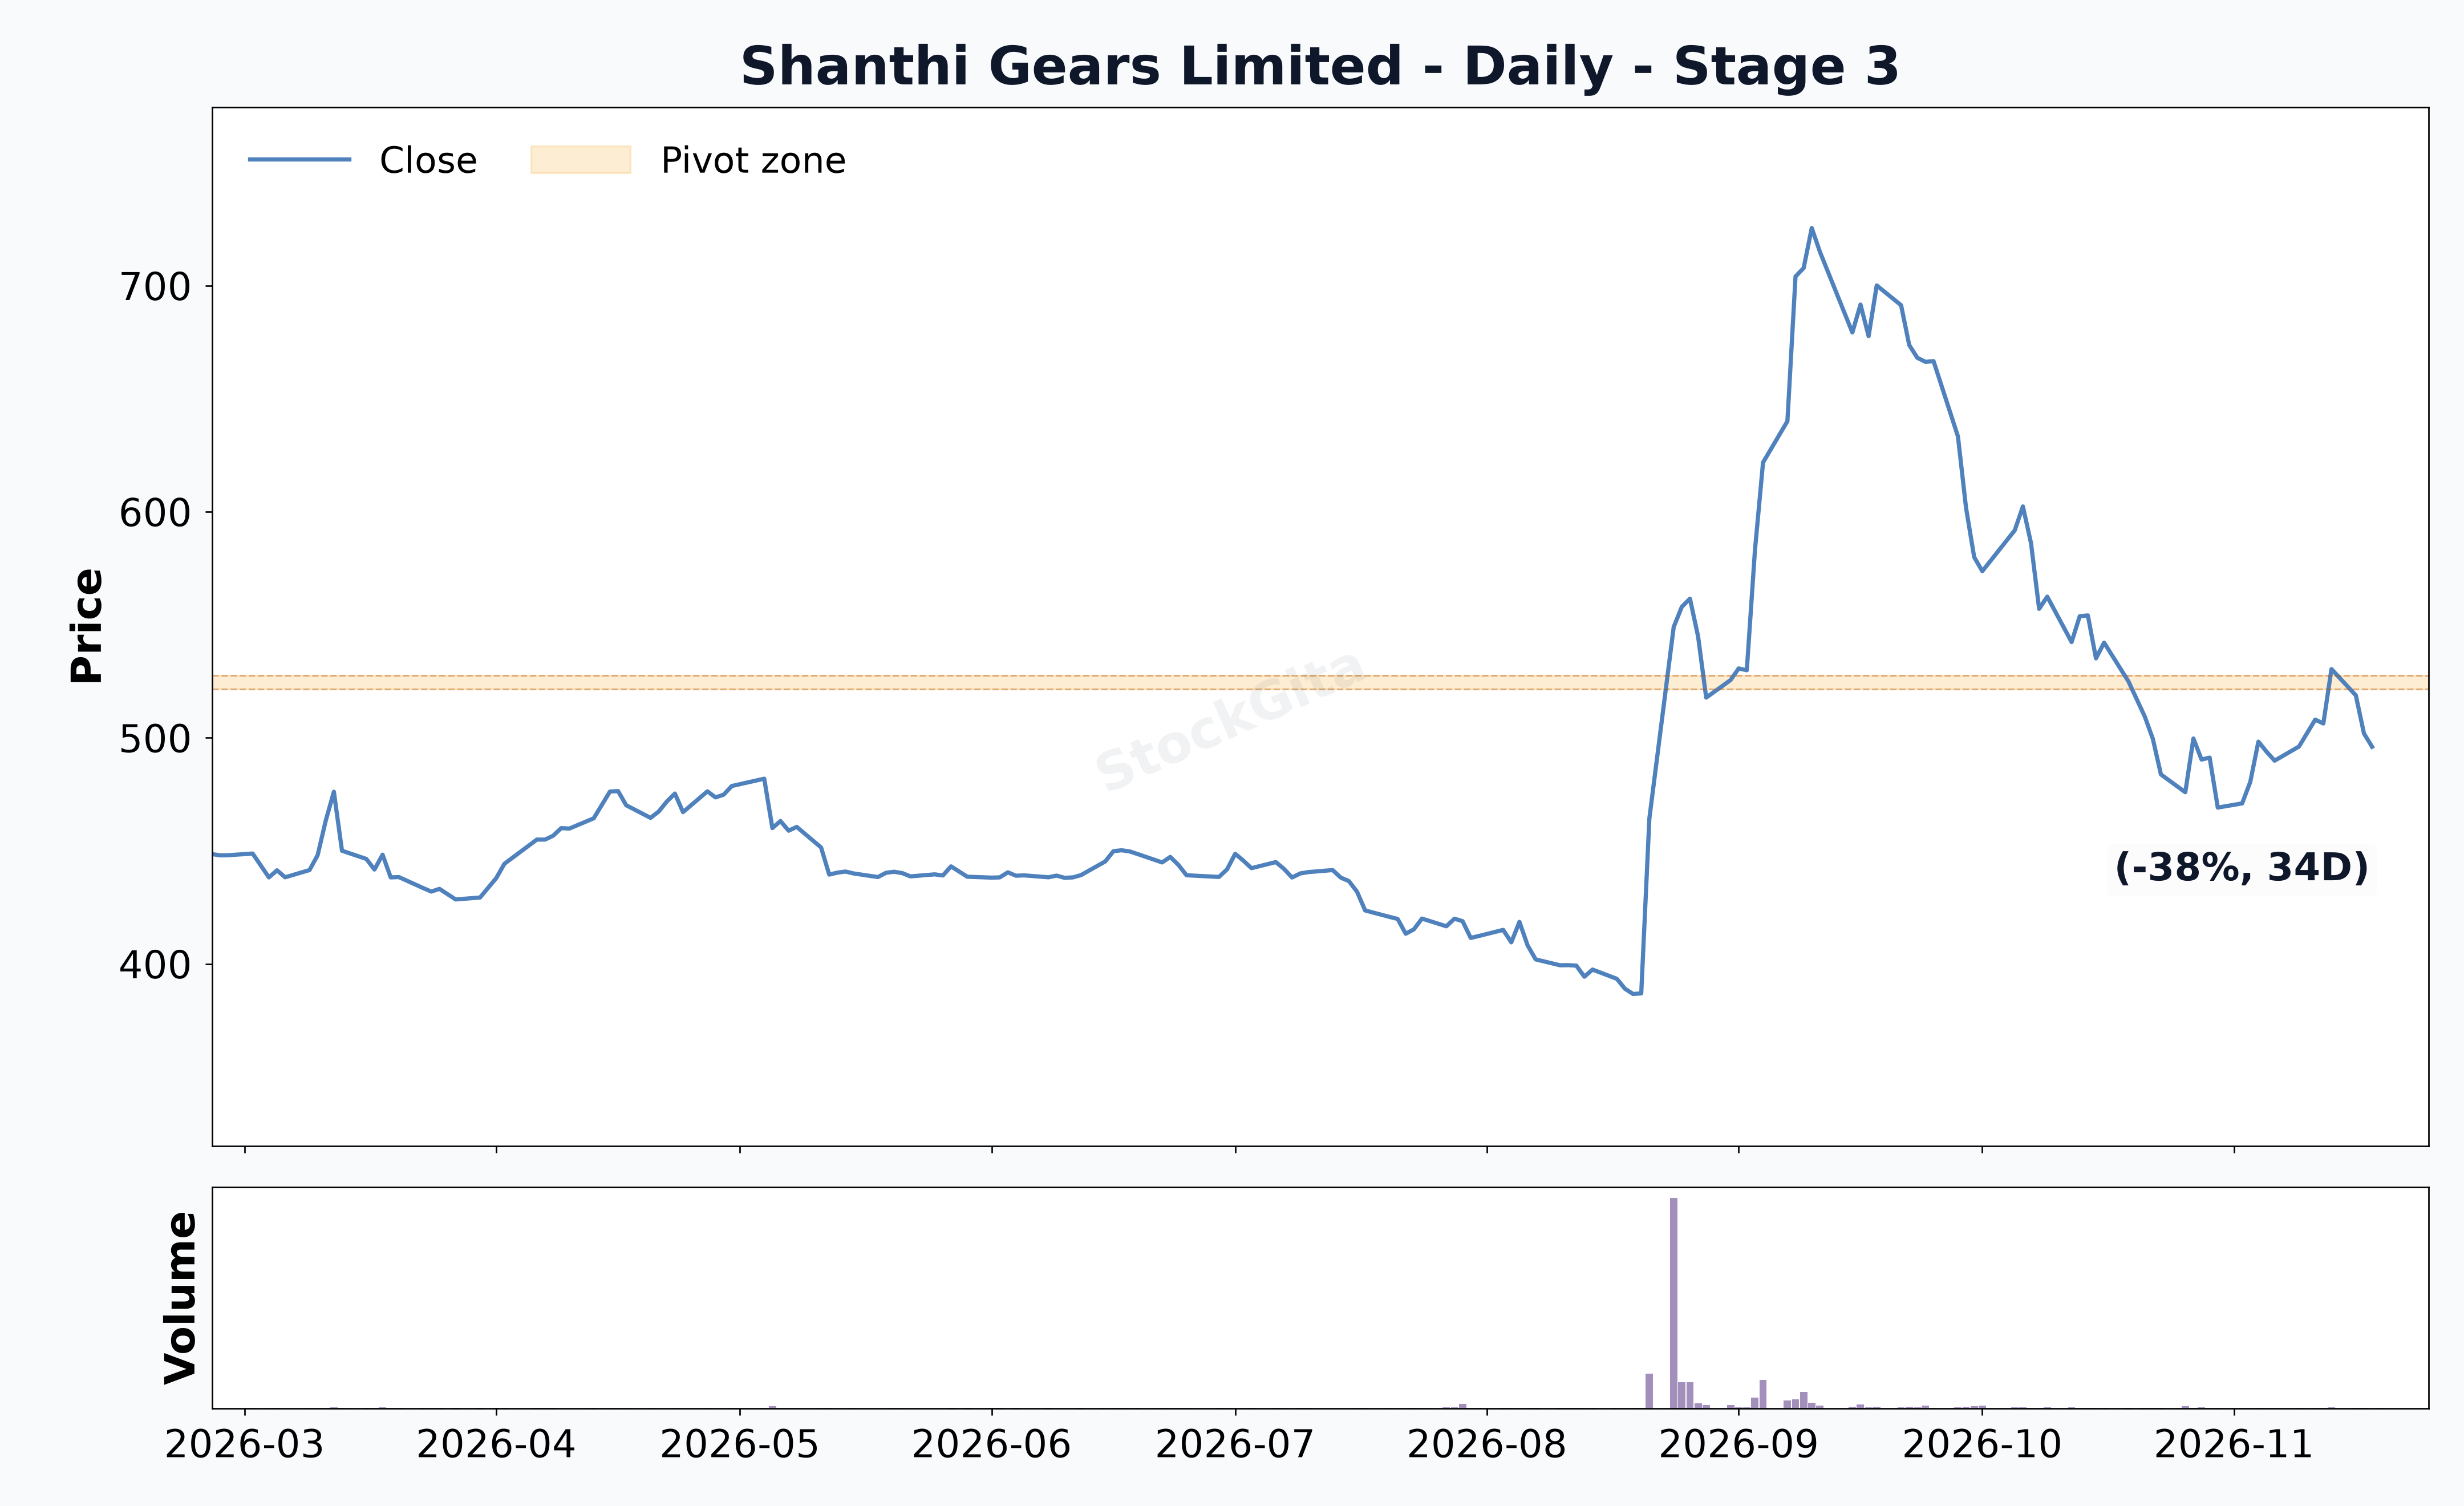 Shanthi Gears Limited - Daily - Stage 3
Close
Pivot zone
Price
700
600
500
400
StockGita
(-38%, 34D)
Volume
2026-03
2026-04
2026-05
2026-06
2026-07
2026-08
2026-09
2026-10
2026-11